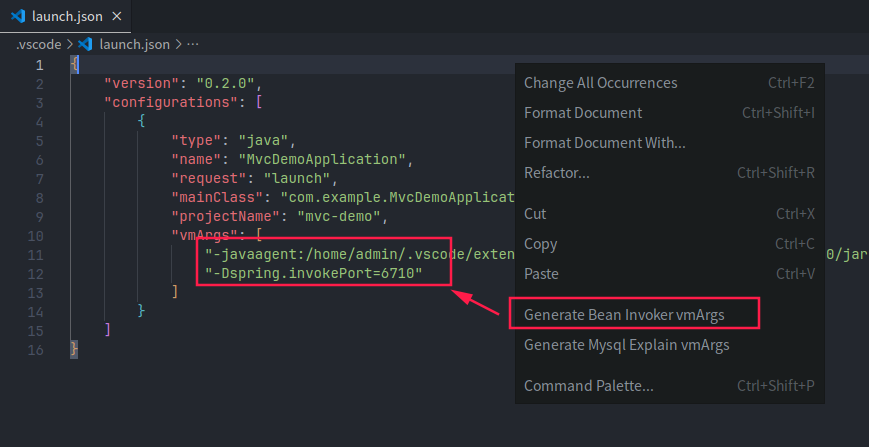 launch.json ×
.vscode > launch.json > ...
1 {
2 "version": "0.2.0",
3 "configurations": [
4 {
5 "type": "java",
6 "name": "MvcDemoApplication",
7 "request": "launch",
8 "mainClass": "com.example.MvcDemoApplicat
9 "projectName": "mvc-demo",
10 "vmArgs": [
11 "-javaagent:/home/admin/.vscode/exten 0/jar
12 "-Dspring.invokePort=6710"
13 ]
14 }
15 ]
16 }
Change All Occurrences Ctrl+F2
Format Document Ctrl+Shift+I
Format Document With...
Refactor... Ctrl+Shift+R
Cut Ctrl+X
Copy Ctrl+C
Paste Ctrl+V
Generate Bean Invoker vmArgs
Generate Mysql Explain vmArgs
Command Palette... Ctrl+Shift+P